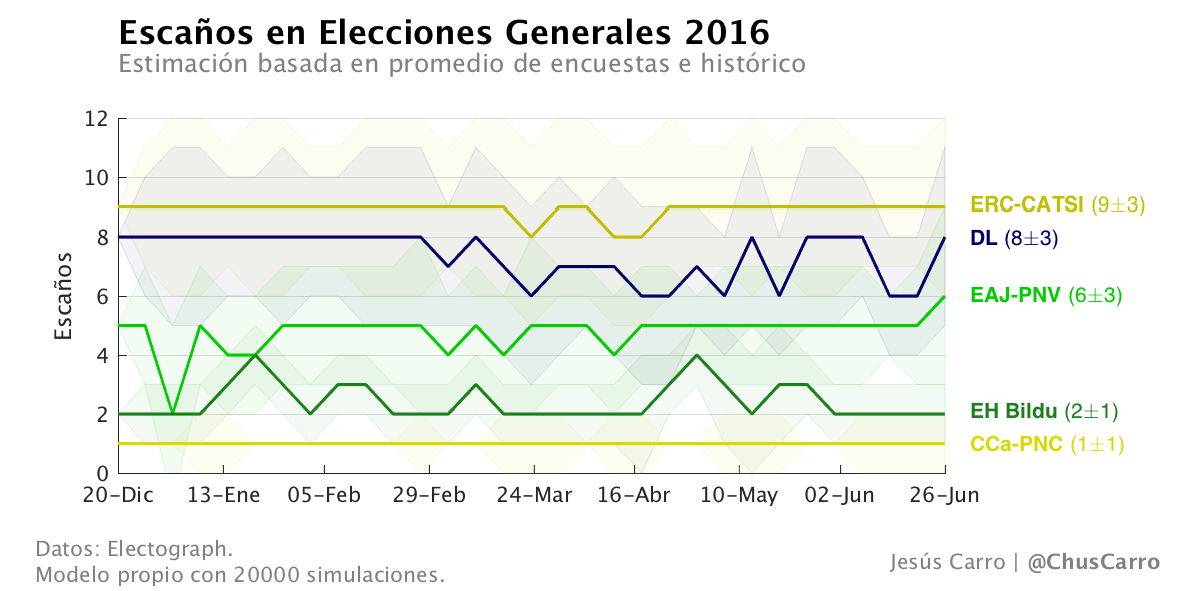 Escaños en Elecciones Generales 2016
Estimación basada en promedio de encuestas e histórico
Escaños
12
10
8
6
4
2
0
20-Dic 13-Ene 05-Feb 29-Feb 24-Mar 16-Abr 10-May 02-Jun 26-Jun
ERC-CATSI (9±3)
DL (8±3)
EAJ-PNV (6±3)
EH Bildu (2±1)
CCa-PNC (1±1)
Datos: Electograph.
Modelo propio con 20000 simulaciones.
Jesús Carro | @ChusCarro